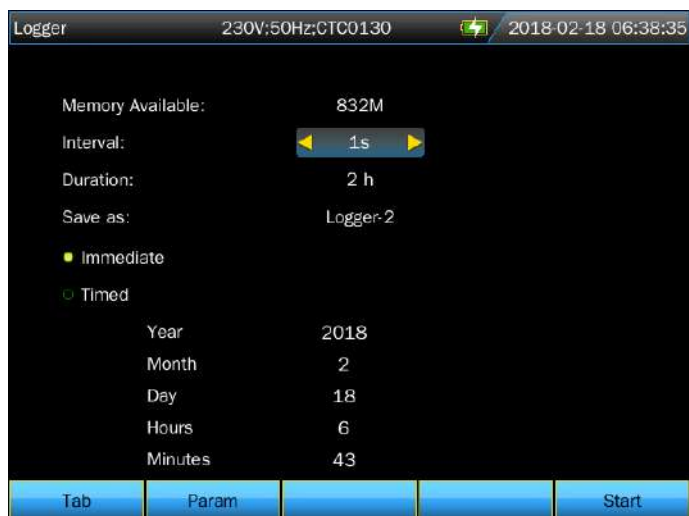 Logger 230V;50Hz;CTC0130 2018-02-18 06:38:35
Memory Available: 832M
Interval: 1s
Duration: 2 h
Save as: Logger-2
Immediate
Timed
Year 2018
Month 2
Day 18
Hours 6
Minutes 43
Tab Param Start